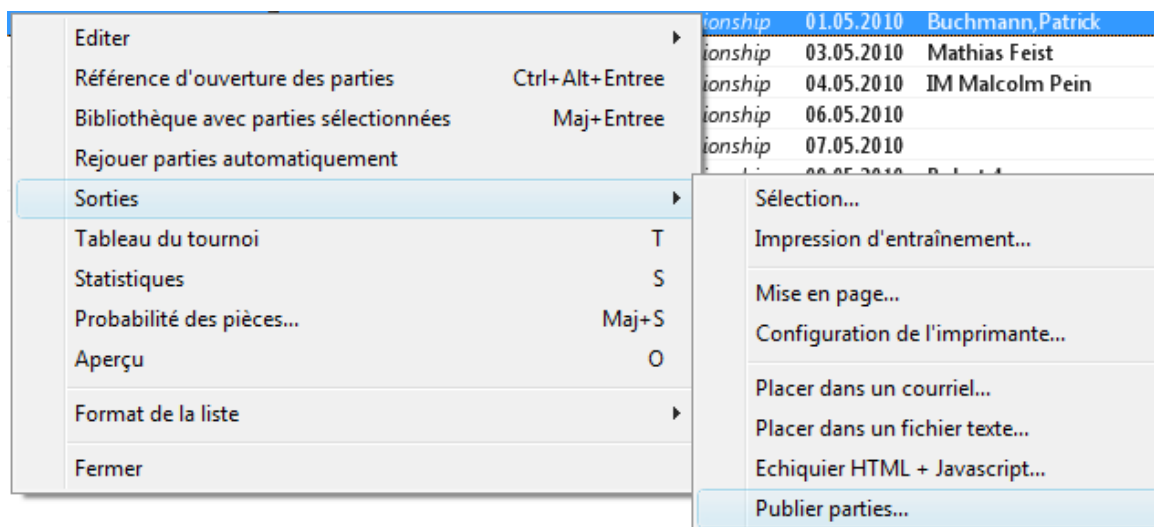 ionship 01.05.2010 Buchmann,Patrick
Editer
ionship 03.05.2010 Mathias Feist
Référence d'ouverture des parties Ctrl+Alt+Entree
ionship 04.05.2010 IM Malcolm Pein
Bibliothèque avec parties sélectionnées Maj+Entree
ionship 06.05.2010
Rejouer parties automatiquement
ionship 07.05.2010
Sorties
Sélection...
Tableau du tournoi T
Impression d'entraînement...
Statistiques S
Mise en page...
Probabilité des pièces... Maj+S
Configuration de l'imprimante...
Aperçu O
Placer dans un courriel...
Format de la liste
Placer dans un fichier texte...
Fermer
Echiquier HTML + Javascript...
Publier parties...